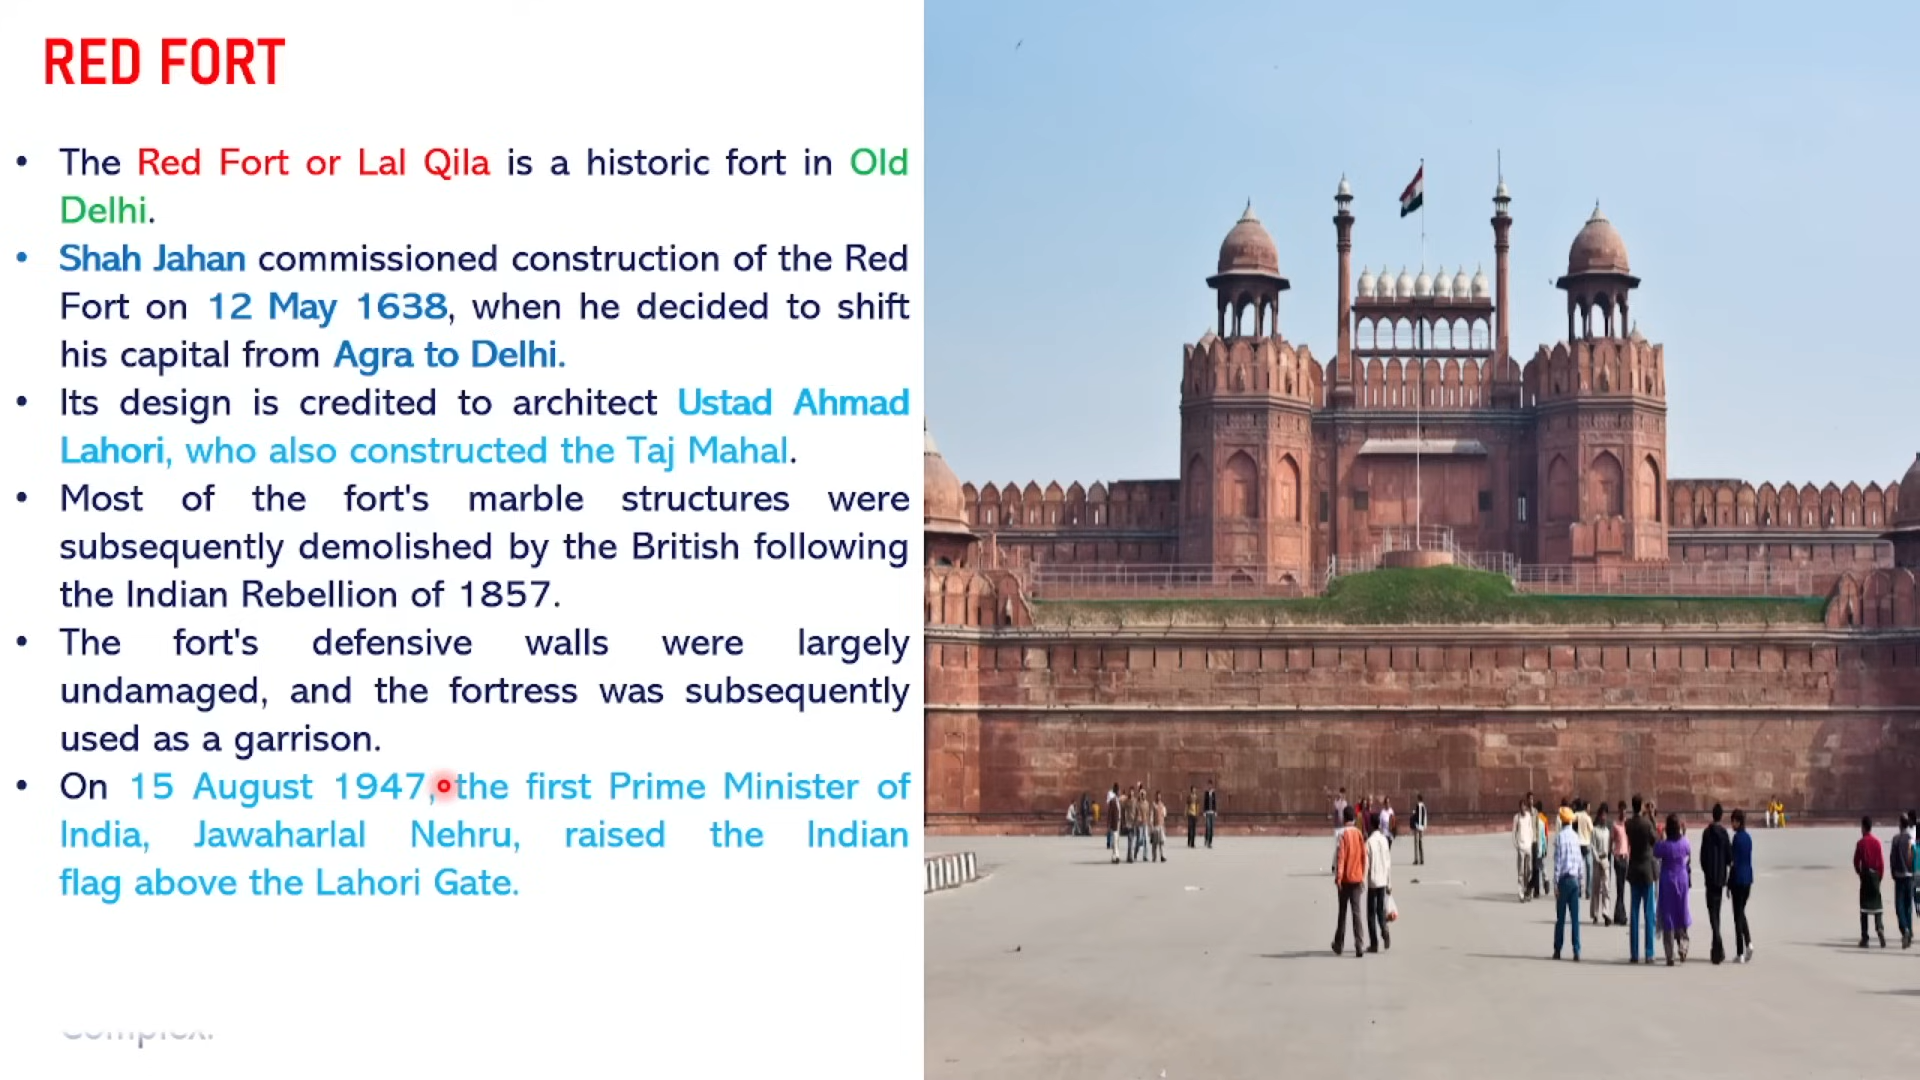 RED FORT
• The Red Fort or Lal Qila is a historic fort in Old
Delhi.
• Shah Jahan commissioned construction of the Red
Fort on 12 May 1638, when he decided to shift
his capital from Agra to Delhi.
• Its design is credited to architect Ustad Ahmad
Lahori, who also constructed the Taj Mahal.
• Most of the fort's marble structures were
subsequently demolished by the British following
the Indian Rebellion of 1857.
• The fort's defensive walls were largely
undamaged, and the fortress was subsequently
used as a garrison.
• On 15 August 1947, the first Prime Minister of
India, Jawaharlal Nehru, raised the Indian
flag above the Lahori Gate.
Complex.